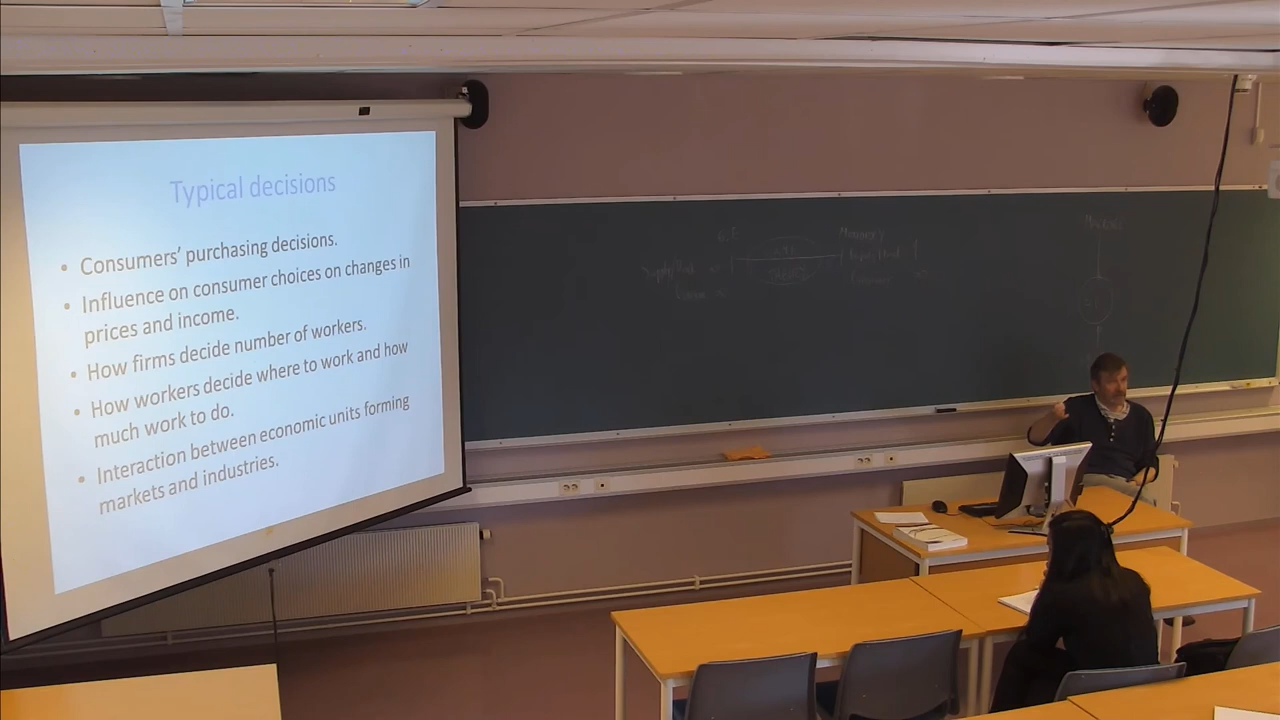 Typical decisions
• Consumers' purchasing decisions.
• Influence on consumer choices on changes in
prices and income.
• How firms decide number of workers.
• How workers decide where to work and how
much work to do.
• Interaction between economic units forming
markets and industries.